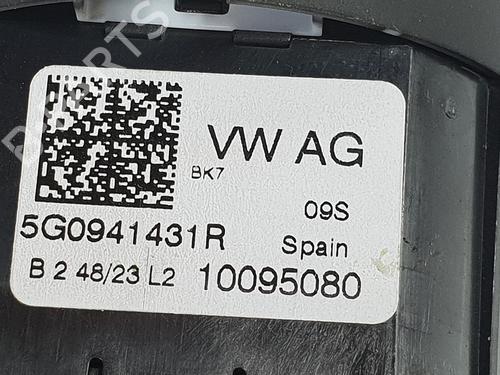 VW AG
BK7
09S
5G0941431R
Spain
B 2 48/23 L2
10095080